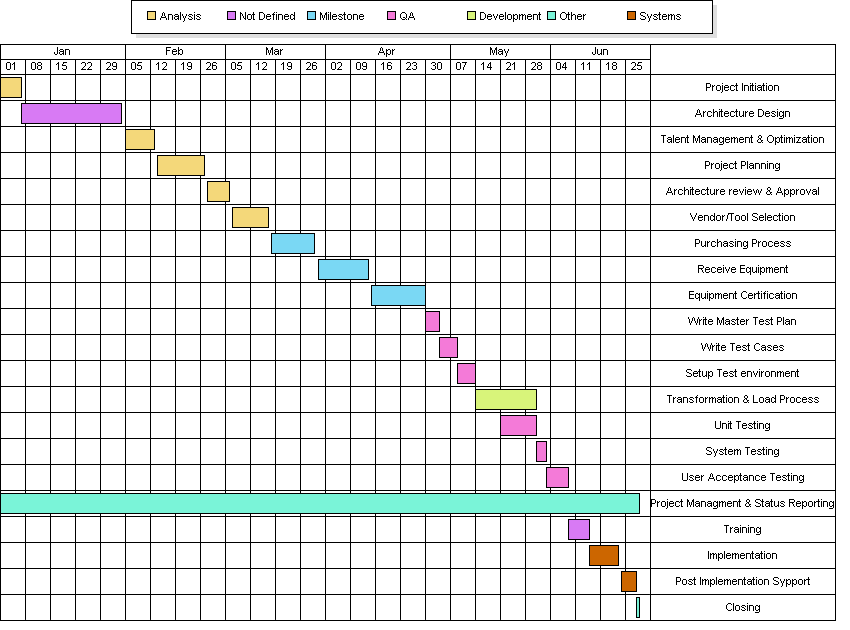 Analysis Not Defined Milestone QA Development Other Systems
Jan Feb Mar Apr May Jun
01 08 15 22 29 05 12 19 26 05 12 19 26 02 09 16 23 30 07 14 21 28 04 11 18 25
Project Initiation
Architecture Design
Talent Management & Optimization
Project Planning
Architecture review & Approval
Vendor/Tool Selection
Purchasing Process
Receive Equipment
Equipment Certification
Write Master Test Plan
Write Test Cases
Setup Test environment
Transformation & Load Process
Unit Testing
System Testing
User Acceptance Testing
Project Managment & Status Reporting
Training
Implementation
Post Implementation Sypport
Closing